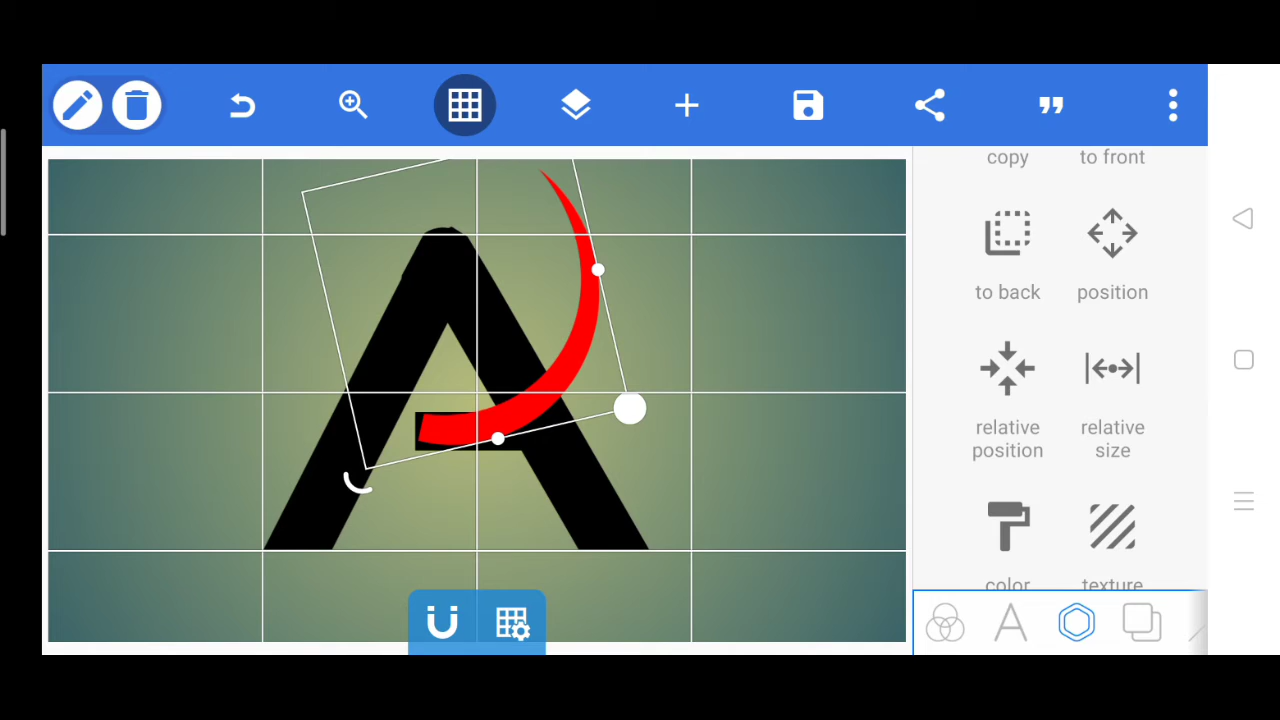 copy to front
to back position
relative position relative size
color texture
A